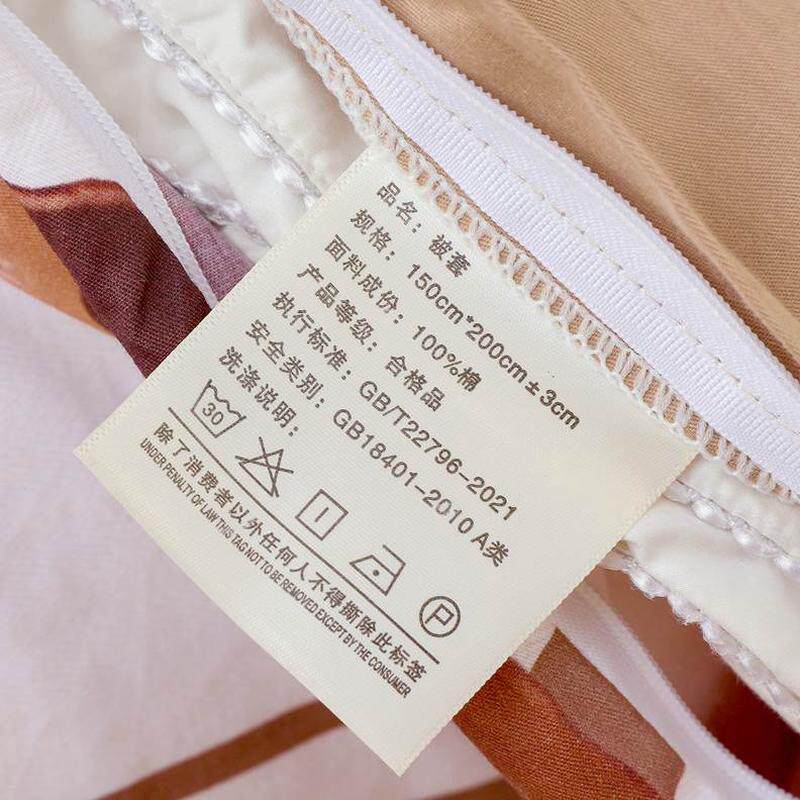 品名：被套
规格：150cm*200cm±3cm
面料成份：100%棉
产品等级：合格品
执行标准：GB/T22796-2021
安全类别：GB18401-2010 A类
洗涤说明：
30 P
除了消费者以外任何人不得撕除此标签
UNDER PENALTY OF LAW THIS TAG NOT TO BE REMOVED EXCEPT BY THE CONSUMER